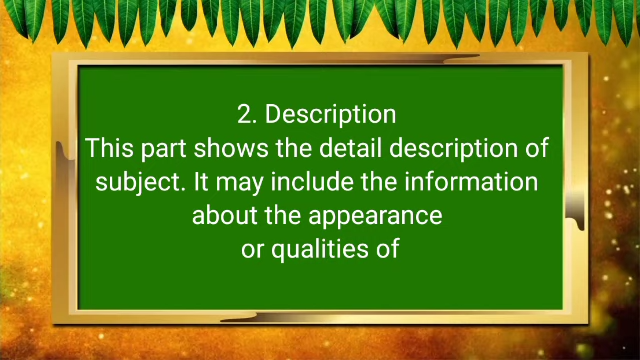 2. Description
This part shows the detail description of
subject. It may include the information
about the appearance
or qualities of